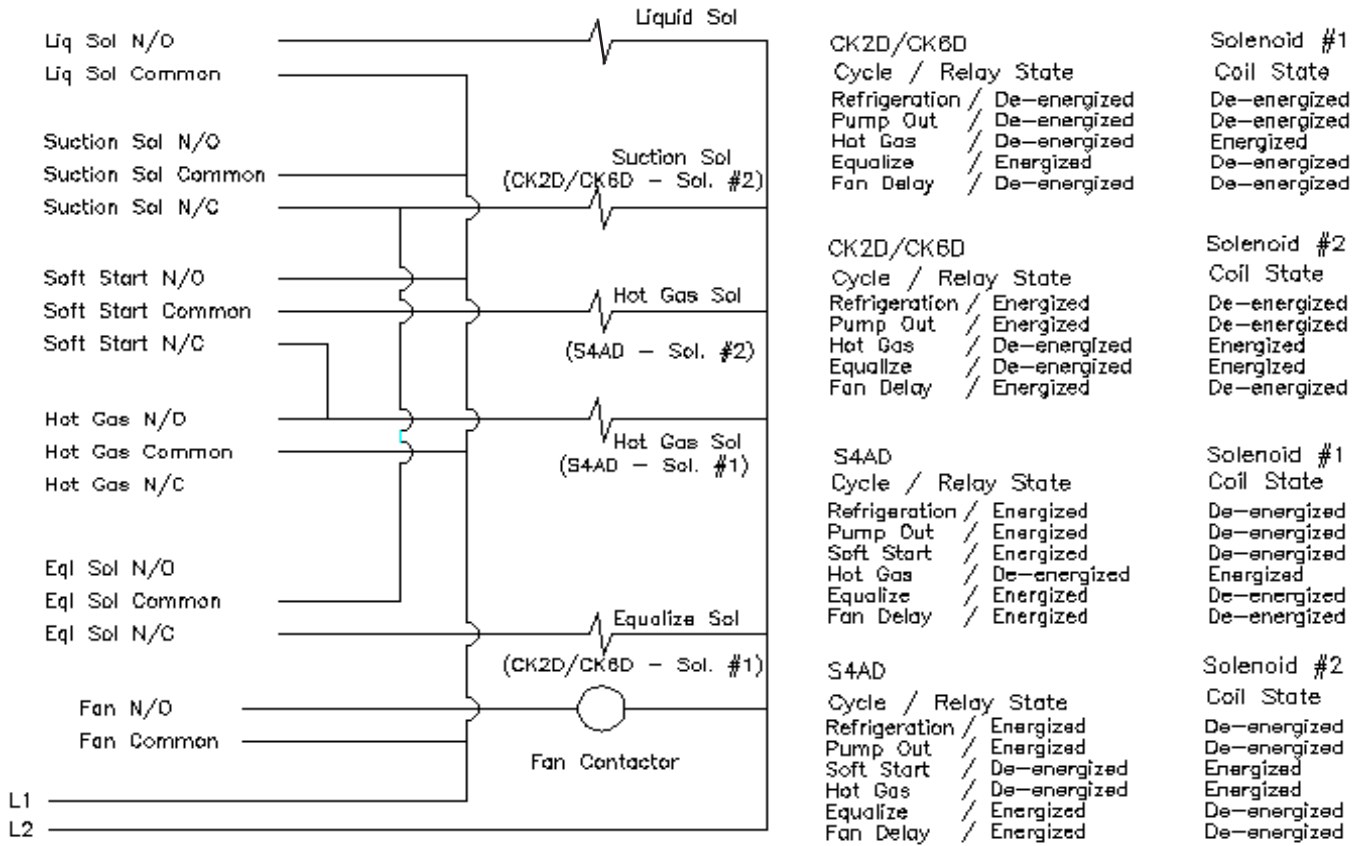 Liquid Sol
Liq Sol N/O
Liq Sol Common
Suction Sol N/O
Suction Sol Common
Suction Sol N/C
Suction Sol
(CK2D/CK6D – Sol. #2)
Soft Start N/O
Soft Start Common
Soft Start N/C
Hot Gas Sol
(S4AD – Sol. #2)
Hot Gas N/O
Hot Gas Common
Hot Gas N/C
Hot Gas Sol
(S4AD – Sol. #1)
Eql Sol N/O
Eql Sol Common
Eql Sol N/C
Equalize Sol
(CK2D/CK6D – Sol. #1)
Fan N/O
Fan Common
Fan Contactor
L1
L2
CK2D/CK6D Solenoid #1
Cycle / Relay State Coil State
Refrigeration / De-energized De-energized
Pump Out / De-energized De-energized
Hot Gas / De-energized Energized
Equalize / Energized De-energized
Fan Delay / De-energized De-energized
CK2D/CK6D Solenoid #2
Cycle / Relay State Coil State
Refrigeration / Energized De-energized
Pump Out / Energized De-energized
Hot Gas / De-energized Energized
Equalize / De-energized Energized
Fan Delay / Energized De-energized
S4AD Solenoid #1
Cycle / Relay State Coil State
Refrigeration / Energized De-energized
Pump Out / Energized De-energized
Soft Start / Energized De-energized
Hot Gas / De-energized Energized
Equalize / Energized De-energized
Fan Delay / Energized De-energized
S4AD Solenoid #2
Cycle / Relay State Coil State
Refrigeration / Energized De-energized
Pump Out / Energized De-energized
Soft Start / De-energized Energized
Hot Gas / De-energized Energized
Equalize / Energized De-energized
Fan Delay / Energized De-energized